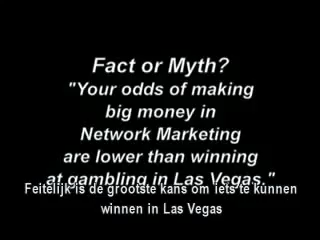 Fact or Myth?
"Your odds of making
big money in
Network Marketing
are lower than winning
at gambling in Las Vegas."
Feitelijk is de grootste kans om iets te kunnen
winnen in Las Vegas